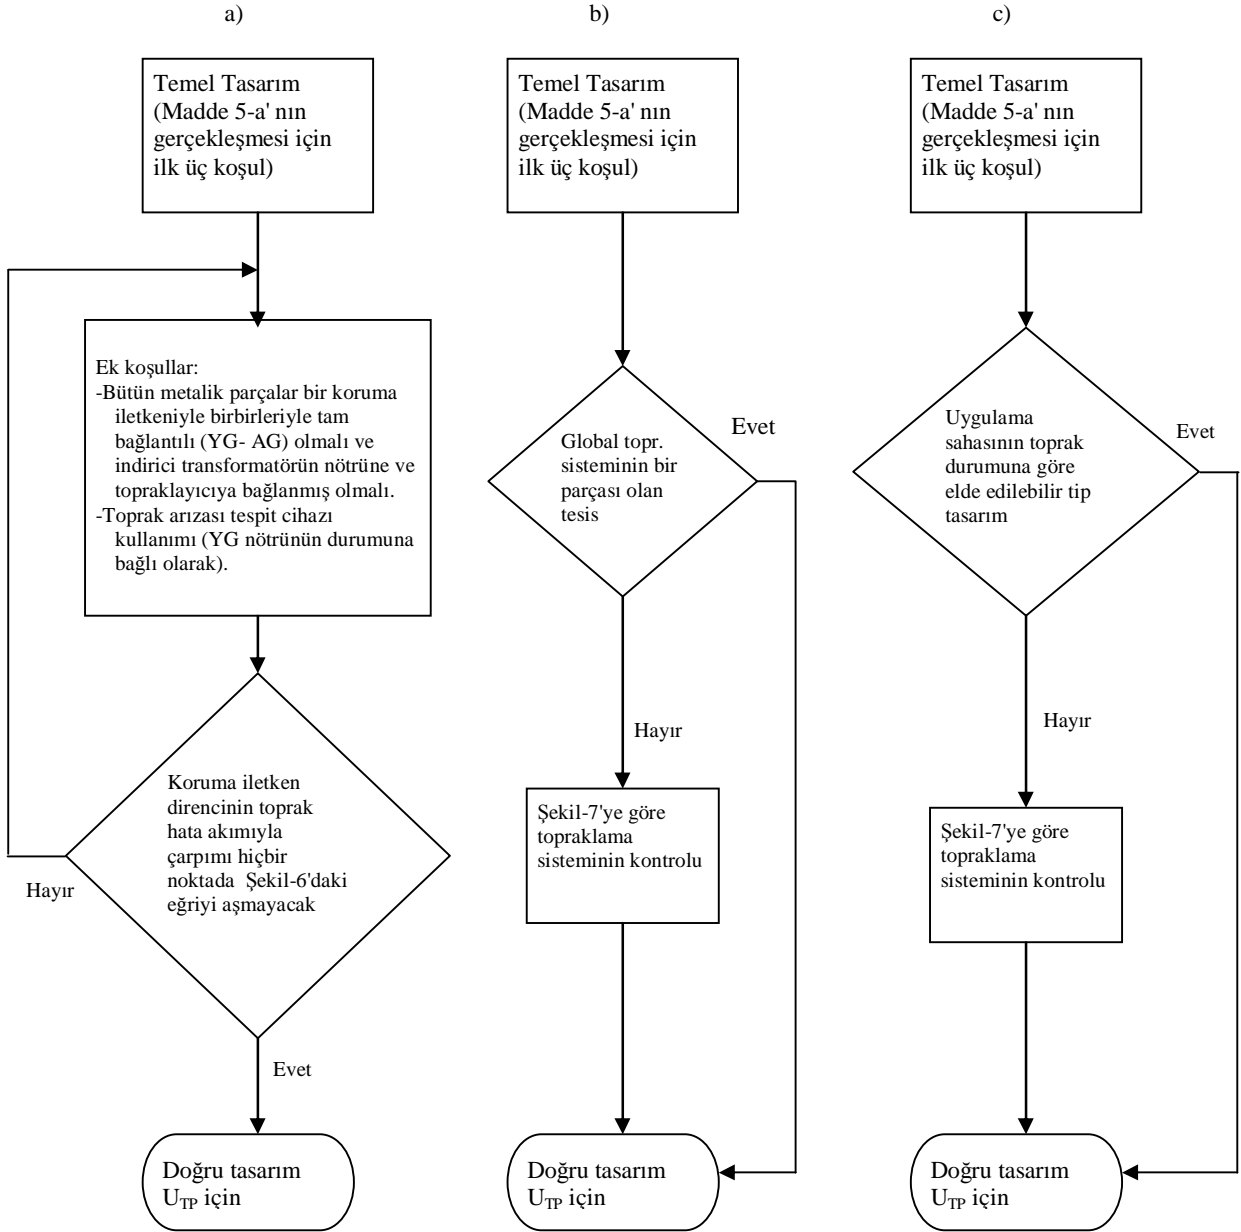 a)
Temel Tasarım
(Madde 5-a' nın
gerçekleşmesi için
ilk üç koşul)
Ek koşullar:
-Bütün metalik parçalar bir koruma
iletkeniyle birbirleriyle tam
bağlantılı (YG- AG) olmalı ve
indirici transformatörün nötrüne ve
topraklayıcıya bağlanmış olmalı.
-Toprak arızası tespit cihazı
kullanımı (YG nötrünün durumuna
bağlı olarak).
Koruma iletken
direncinin toprak
hata akımıyla
çarpımı hiçbir
noktada Şekil-6'daki
eğriyi aşmayacak
Hayır
Evet
Doğru tasarım
UTP için
b)
Temel Tasarım
(Madde 5-a' nın
gerçekleşmesi için
ilk üç koşul)
Global topr.
sisteminin bir
parçası olan
tesis
Evet
Hayır
Şekil-7'ye göre
topraklama
sisteminin kontrolu
Doğru tasarım
UTP için
c)
Temel Tasarım
(Madde 5-a' nın
gerçekleşmesi için
ilk üç koşul)
Uygulama
sahasının toprak
durumuna göre
elde edilebilir tip
tasarım
Evet
Hayır
Şekil-7'ye göre
topraklama
sisteminin kontrolu
Doğru tasarım
UTP için